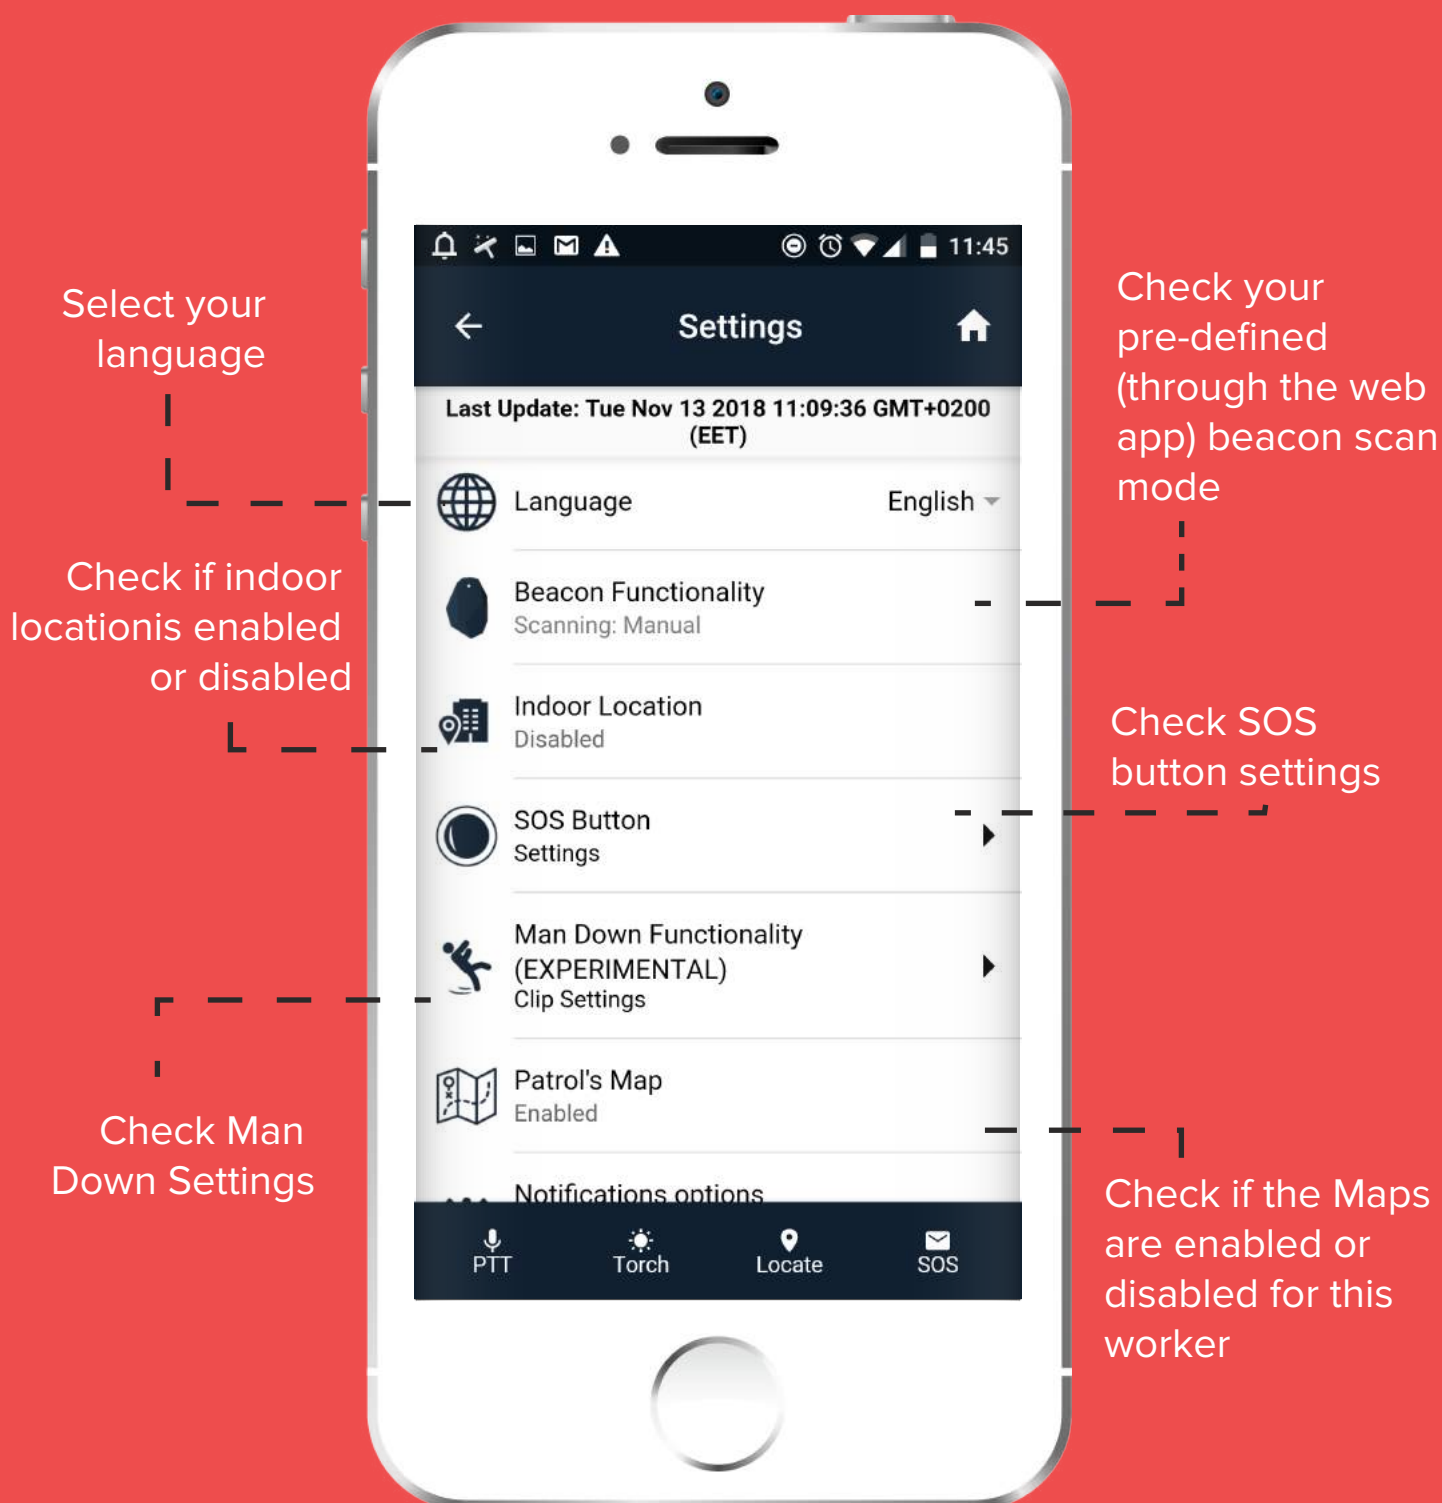 11:45
Settings
Last Update: Tue Nov 13 2018 11:09:36 GMT+0200
(EET)
Language English
Beacon Functionality
Scanning: Manual
Indoor Location
Disabled
SOS Button
Settings
Man Down Functionality
(EXPERIMENTAL)
Clip Settings
Patrol's Map
Enabled
Notifications options
PTT Torch Locate SOS
Select your
language
Check if indoor
locationis enabled
or disabled
Check Man
Down Settings
Check your
pre-defined
(through the web
app) beacon scan
mode
Check SOS
button settings
Check if the Maps
are enabled or
disabled for this
worker